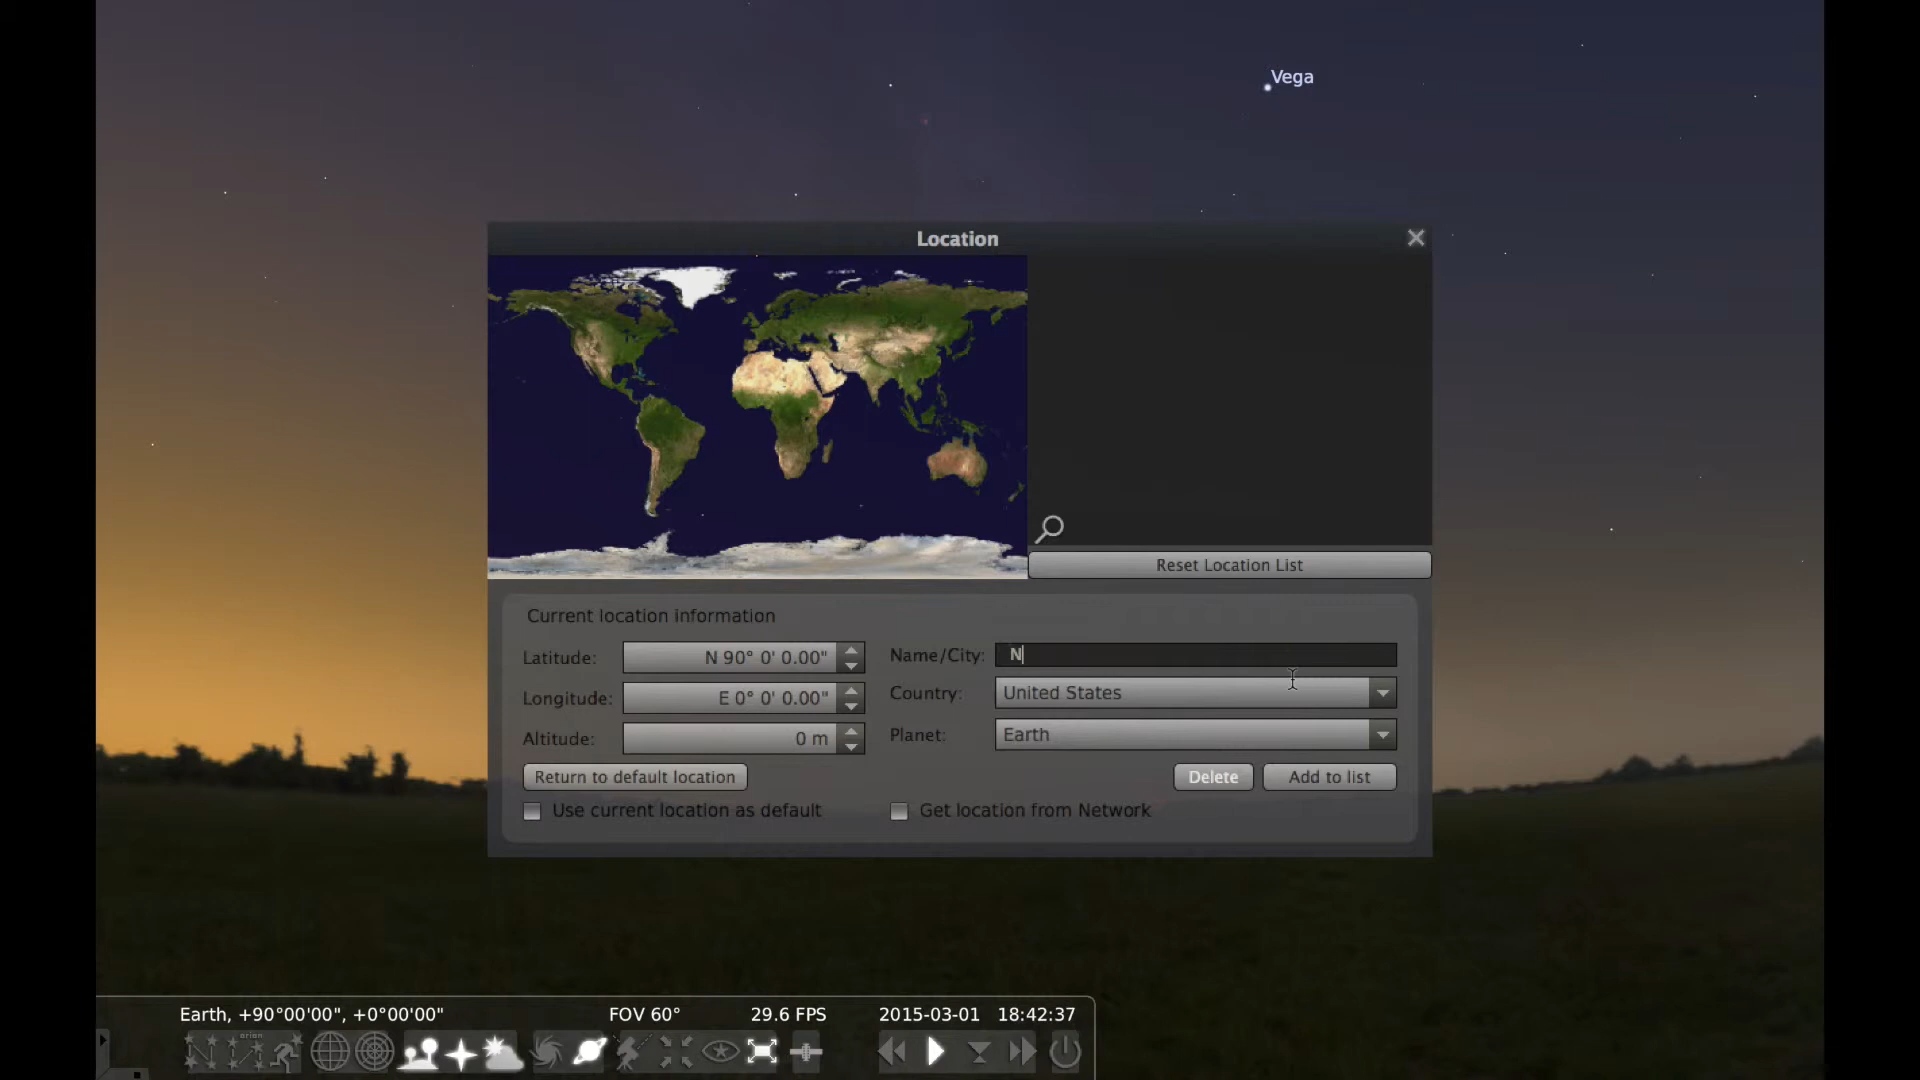 Vega
Location
Reset Location List
Current location information
Latitude: N 90° 0' 0.00"
Name/City: N
Longitude: E 0° 0' 0.00"
Country: United States
Altitude: 0 m
Planet: Earth
Return to default location
Delete
Add to list
Use current location as default
Get location from Network
Earth, +90°00'00", +0°00'00" FOV 60° 29.6 FPS 2015-03-01 18:42:37